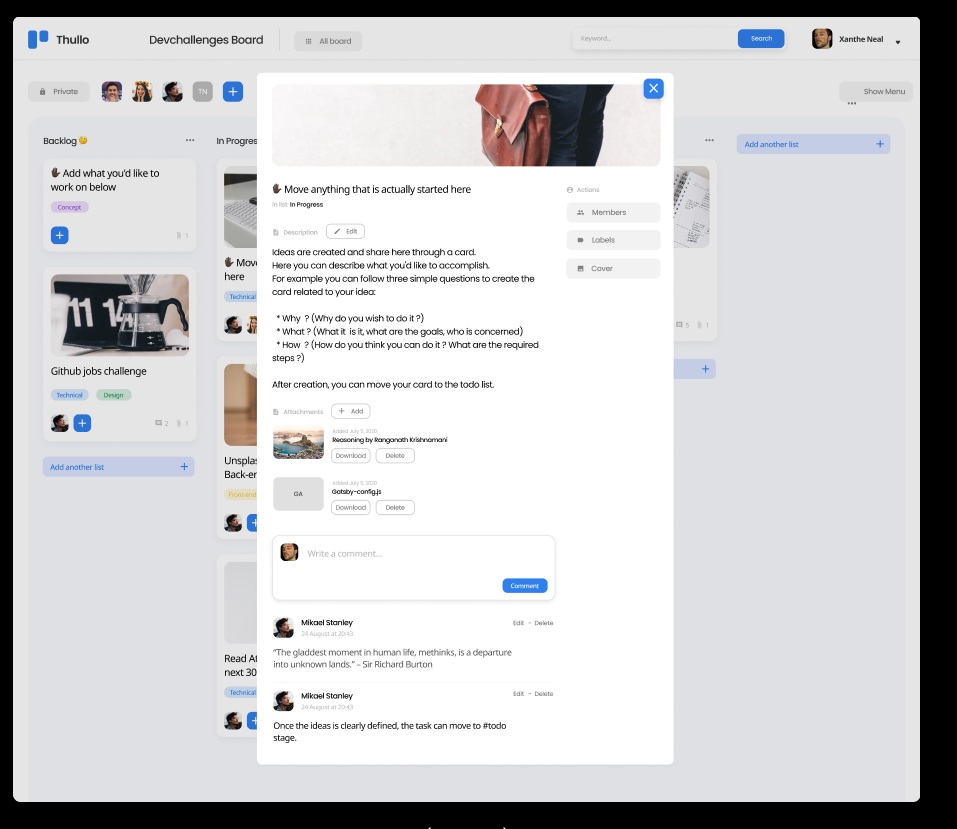 Thullo
Devchallenges Board
All board
Keyword...
Search
Xanthe Neal
Private
TN
Show Menu
Backlog 🤔
✋🏿 Add what you'd like to
work on below
Concept
1
11 14
Github jobs challenge
Technical Design
2 1
Add another list
In Progres
✋🏿 Move
here
Technical
Unsplas
Back-er
Front-end
Read At
next 30
Technical
✋🏿 Move anything that is actually started here
in list In Progress
Description Edit
Ideas are created and share here through a card.
Here you can describe what you'd like to accomplish.
For example you can follow three simple questions to create the
card related to your idea:
* Why ? (Why do you wish to do it ?)
* What ? (What it is it, what are the goals, who is concerned)
* How ? (How do you think you can do it ? What are the required
steps ?)
After creation, you can move your card to the todo list.
Attachments Add
Added July 5, 2020
Reasoning by Ranganath Krishnamani
Download Delete
GA
Added July 5, 2020
Gatsby-config.js
Download Delete
Write a comment...
Comment
Mikael Stanley
24 August at 20:43
Edit - Delete
“The gladdest moment in human life, methinks, is a departure
into unknown lands.” – Sir Richard Burton
Mikael Stanley
24 August at 20:43
Edit - Delete
Once the ideas is clearly defined, the task can move to #todo
stage.
Actions
Members
Labels
Cover
5 1
Add another list